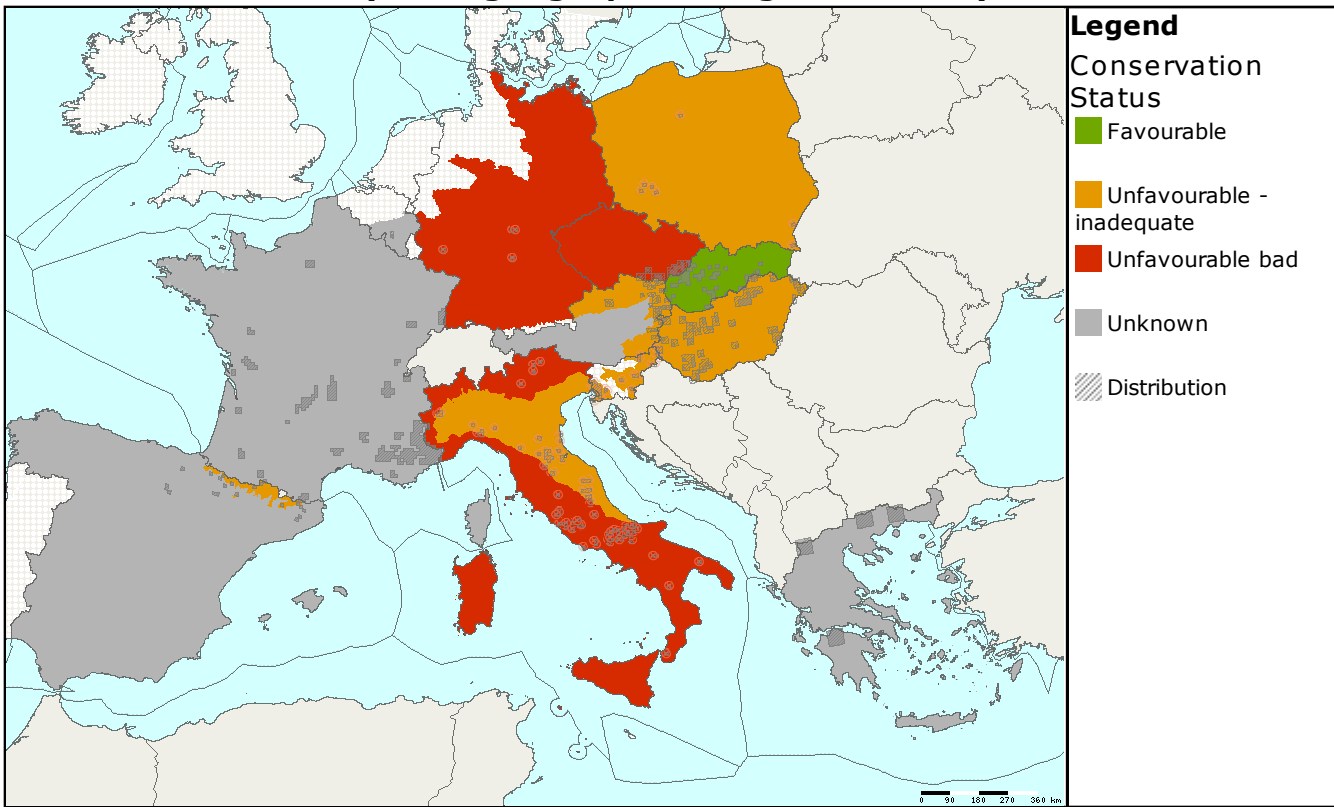 Legend
Conservation
Status
Favourable
Unfavourable -
inadequate
Unfavourable bad
Unknown
Distribution
0 90 180 270 360 km